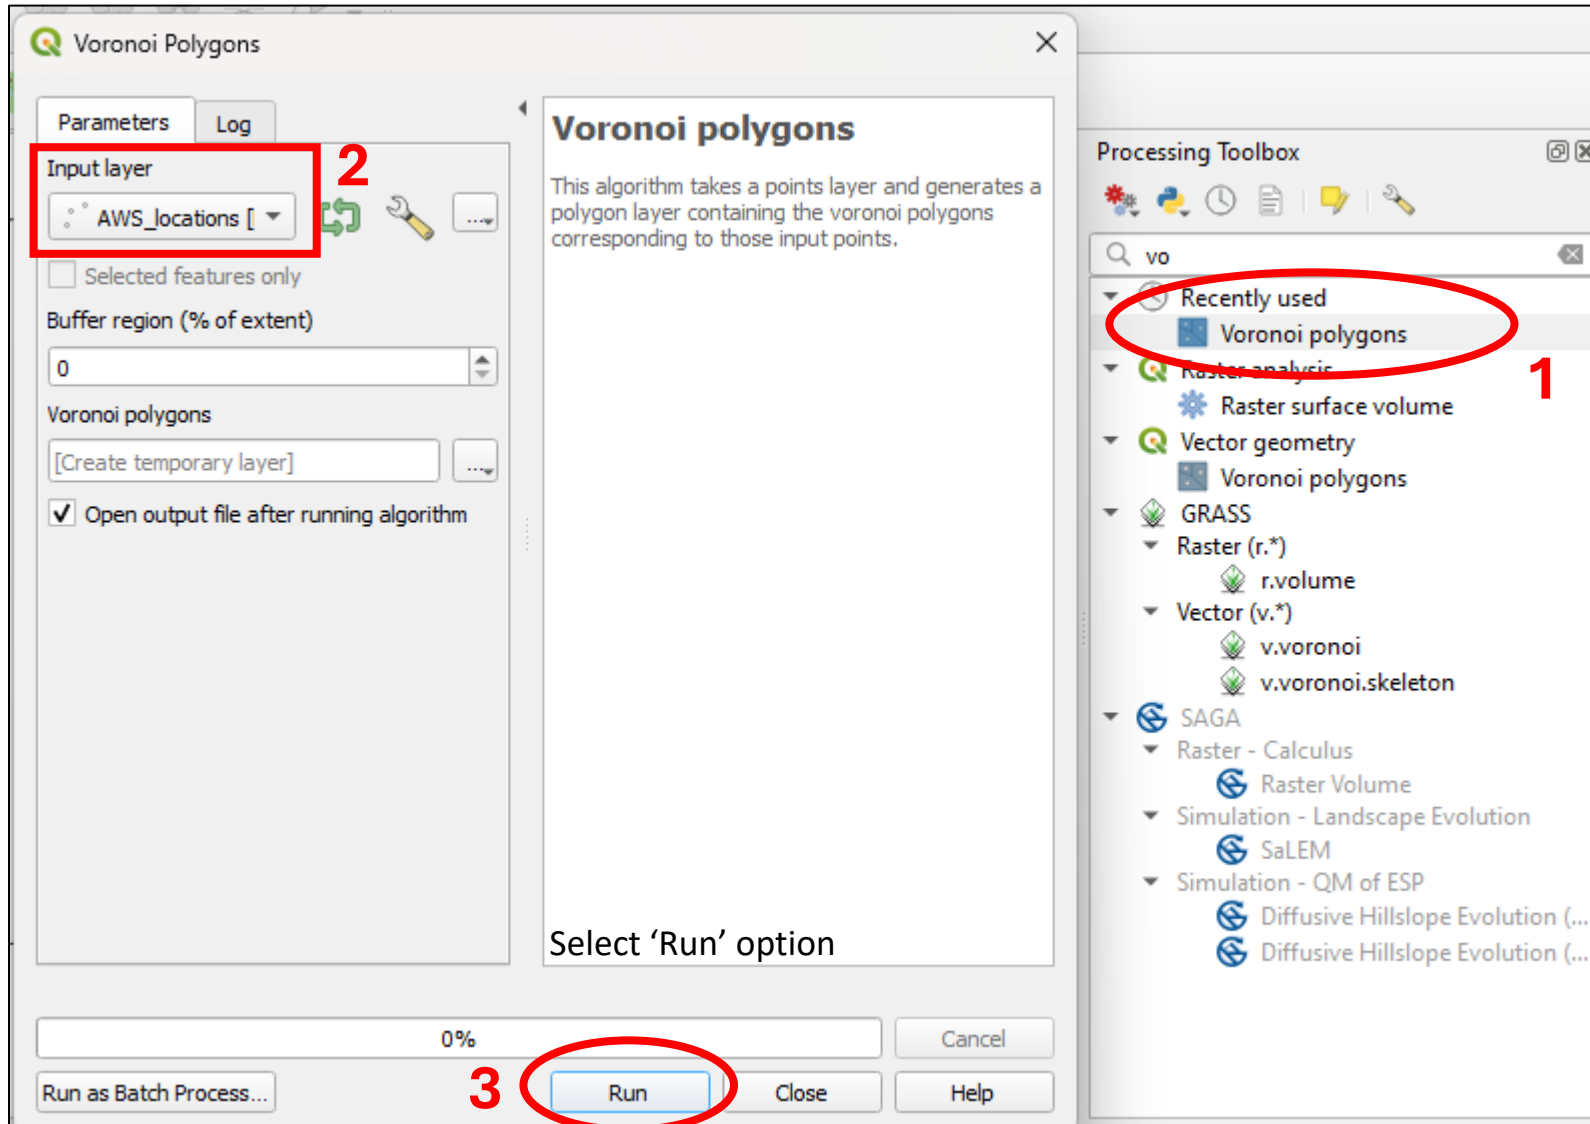 Voronoi Polygons
Parameters
Log
2
Input layer
AWS_locations [
...
Selected features only
Buffer region (% of extent)
0
Voronoi polygons
[Create temporary layer]
...
Open output file after running algorithm
Voronoi polygons
This algorithm takes a points layer and generates a
polygon layer containing the voronoi polygons
corresponding to those input points.
Select ‘Run’ option
0%
Cancel
Run as Batch Process...
3
Run
Close
Help
Processing Toolbox
vo
Recently used
Voronoi polygons
1
Raster analysis
Raster surface volume
Vector geometry
Voronoi polygons
GRASS
Raster (r.*)
r.volume
Vector (v.*)
v.voronoi
v.voronoi.skeleton
SAGA
Raster - Calculus
Raster Volume
Simulation - Landscape Evolution
SaLEM
Simulation - QM of ESP
Diffusive Hillslope Evolution (...
Diffusive Hillslope Evolution (...